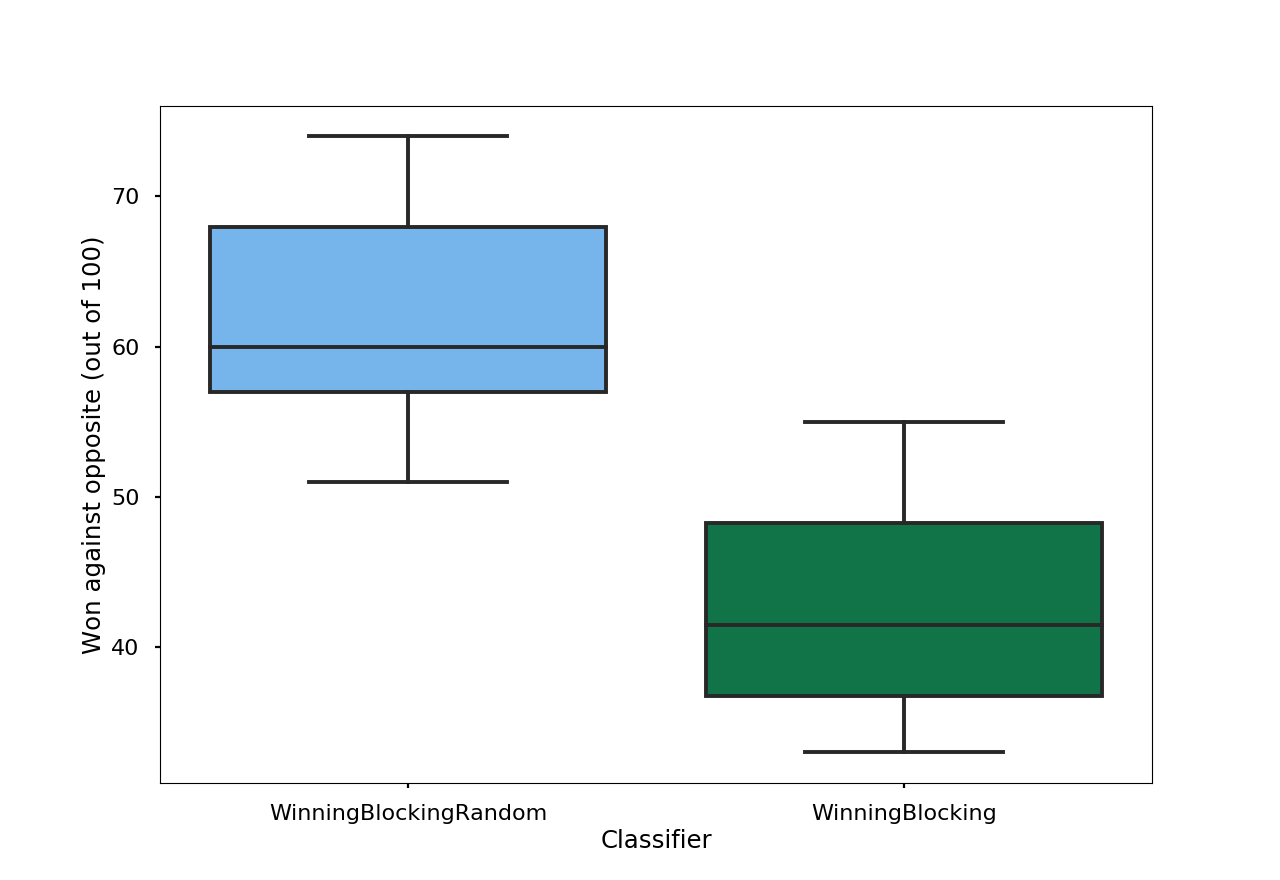 Won against opposite (out of 100)
70
60
50
40
WinningBlockingRandom
WinningBlocking
Classifier